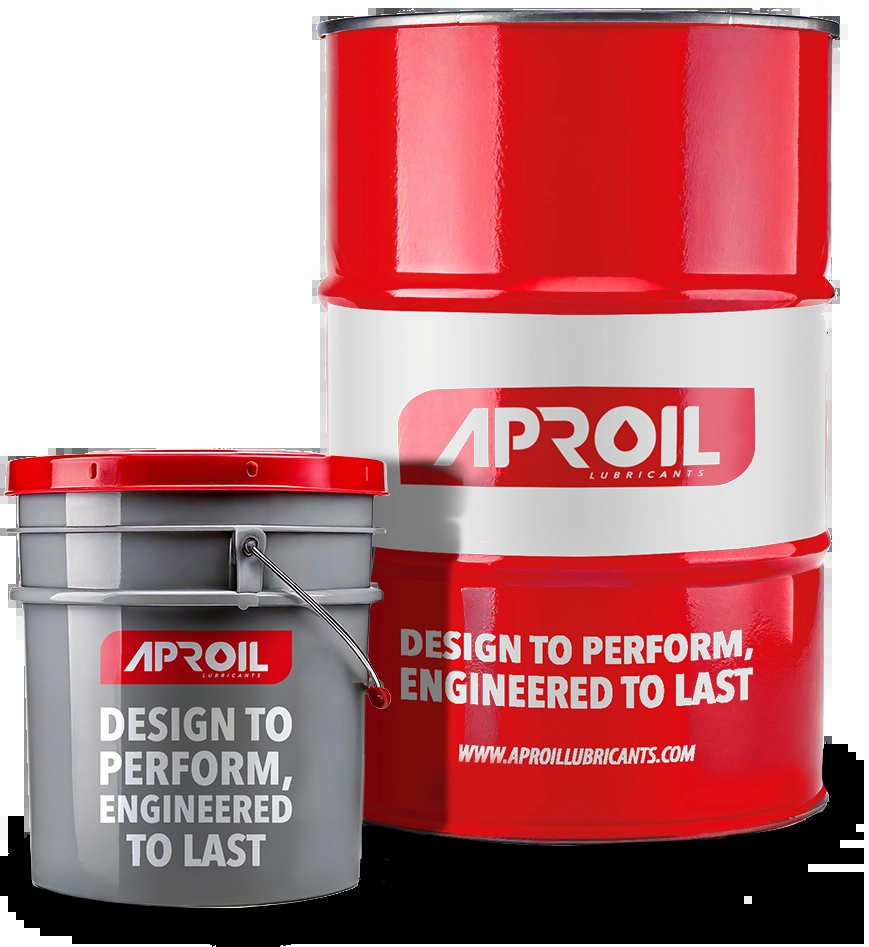 APROIL
LUBRICANTS
DESIGN TO PERFORM,
ENGINEERED TO LAST
WWW.APROILLUBRICANTS.COM
APROIL
LUBRICANTS
DESIGN TO
PERFORM,
ENGINEERED
TO LAST